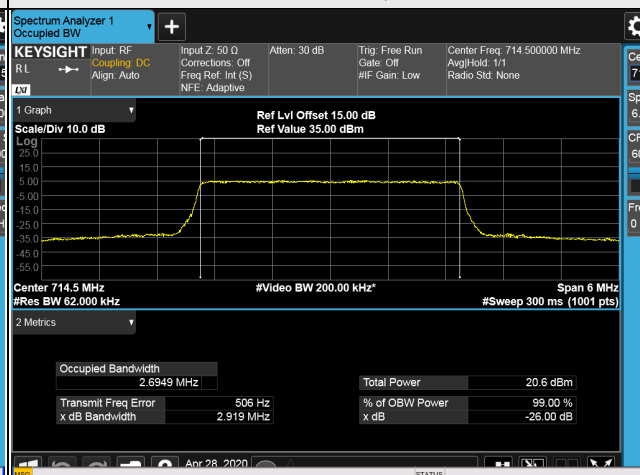 Spectrum Analyzer 1
Occupied BW
KEYSIGHT
R L
LXI
Input: RF
Coupling: DC
Align: Auto
Input Z: 50 Ω
Corrections: Off
Freq Ref: Int (S)
NFE: Adaptive
Atten: 30 dB
Trig: Free Run
Gate: Off
#IF Gain: Low
Center Freq: 714.500000 MHz
Avg|Hold: 1/1
Radio Std: None
1 Graph
Scale/Div 10.0 dB
Ref Lvl Offset 15.00 dB
Ref Value 35.00 dBm
Log
25.0
15.0
5.00
-5.00
-15.0
-25.0
-35.0
-45.0
-55.0
Center 714.5 MHz
#Res BW 62.000 kHz
#Video BW 200.00 kHz*
Span 6 MHz
#Sweep 300 ms (1001 pts)
2 Metrics
Occupied Bandwidth
2.6949 MHz
Total Power 20.6 dBm
Transmit Freq Error 506 Hz
% of OBW Power 99.00 %
x dB Bandwidth 2.919 MHz
x dB -26.00 dB
Apr 28, 2020
MSG
STATUS